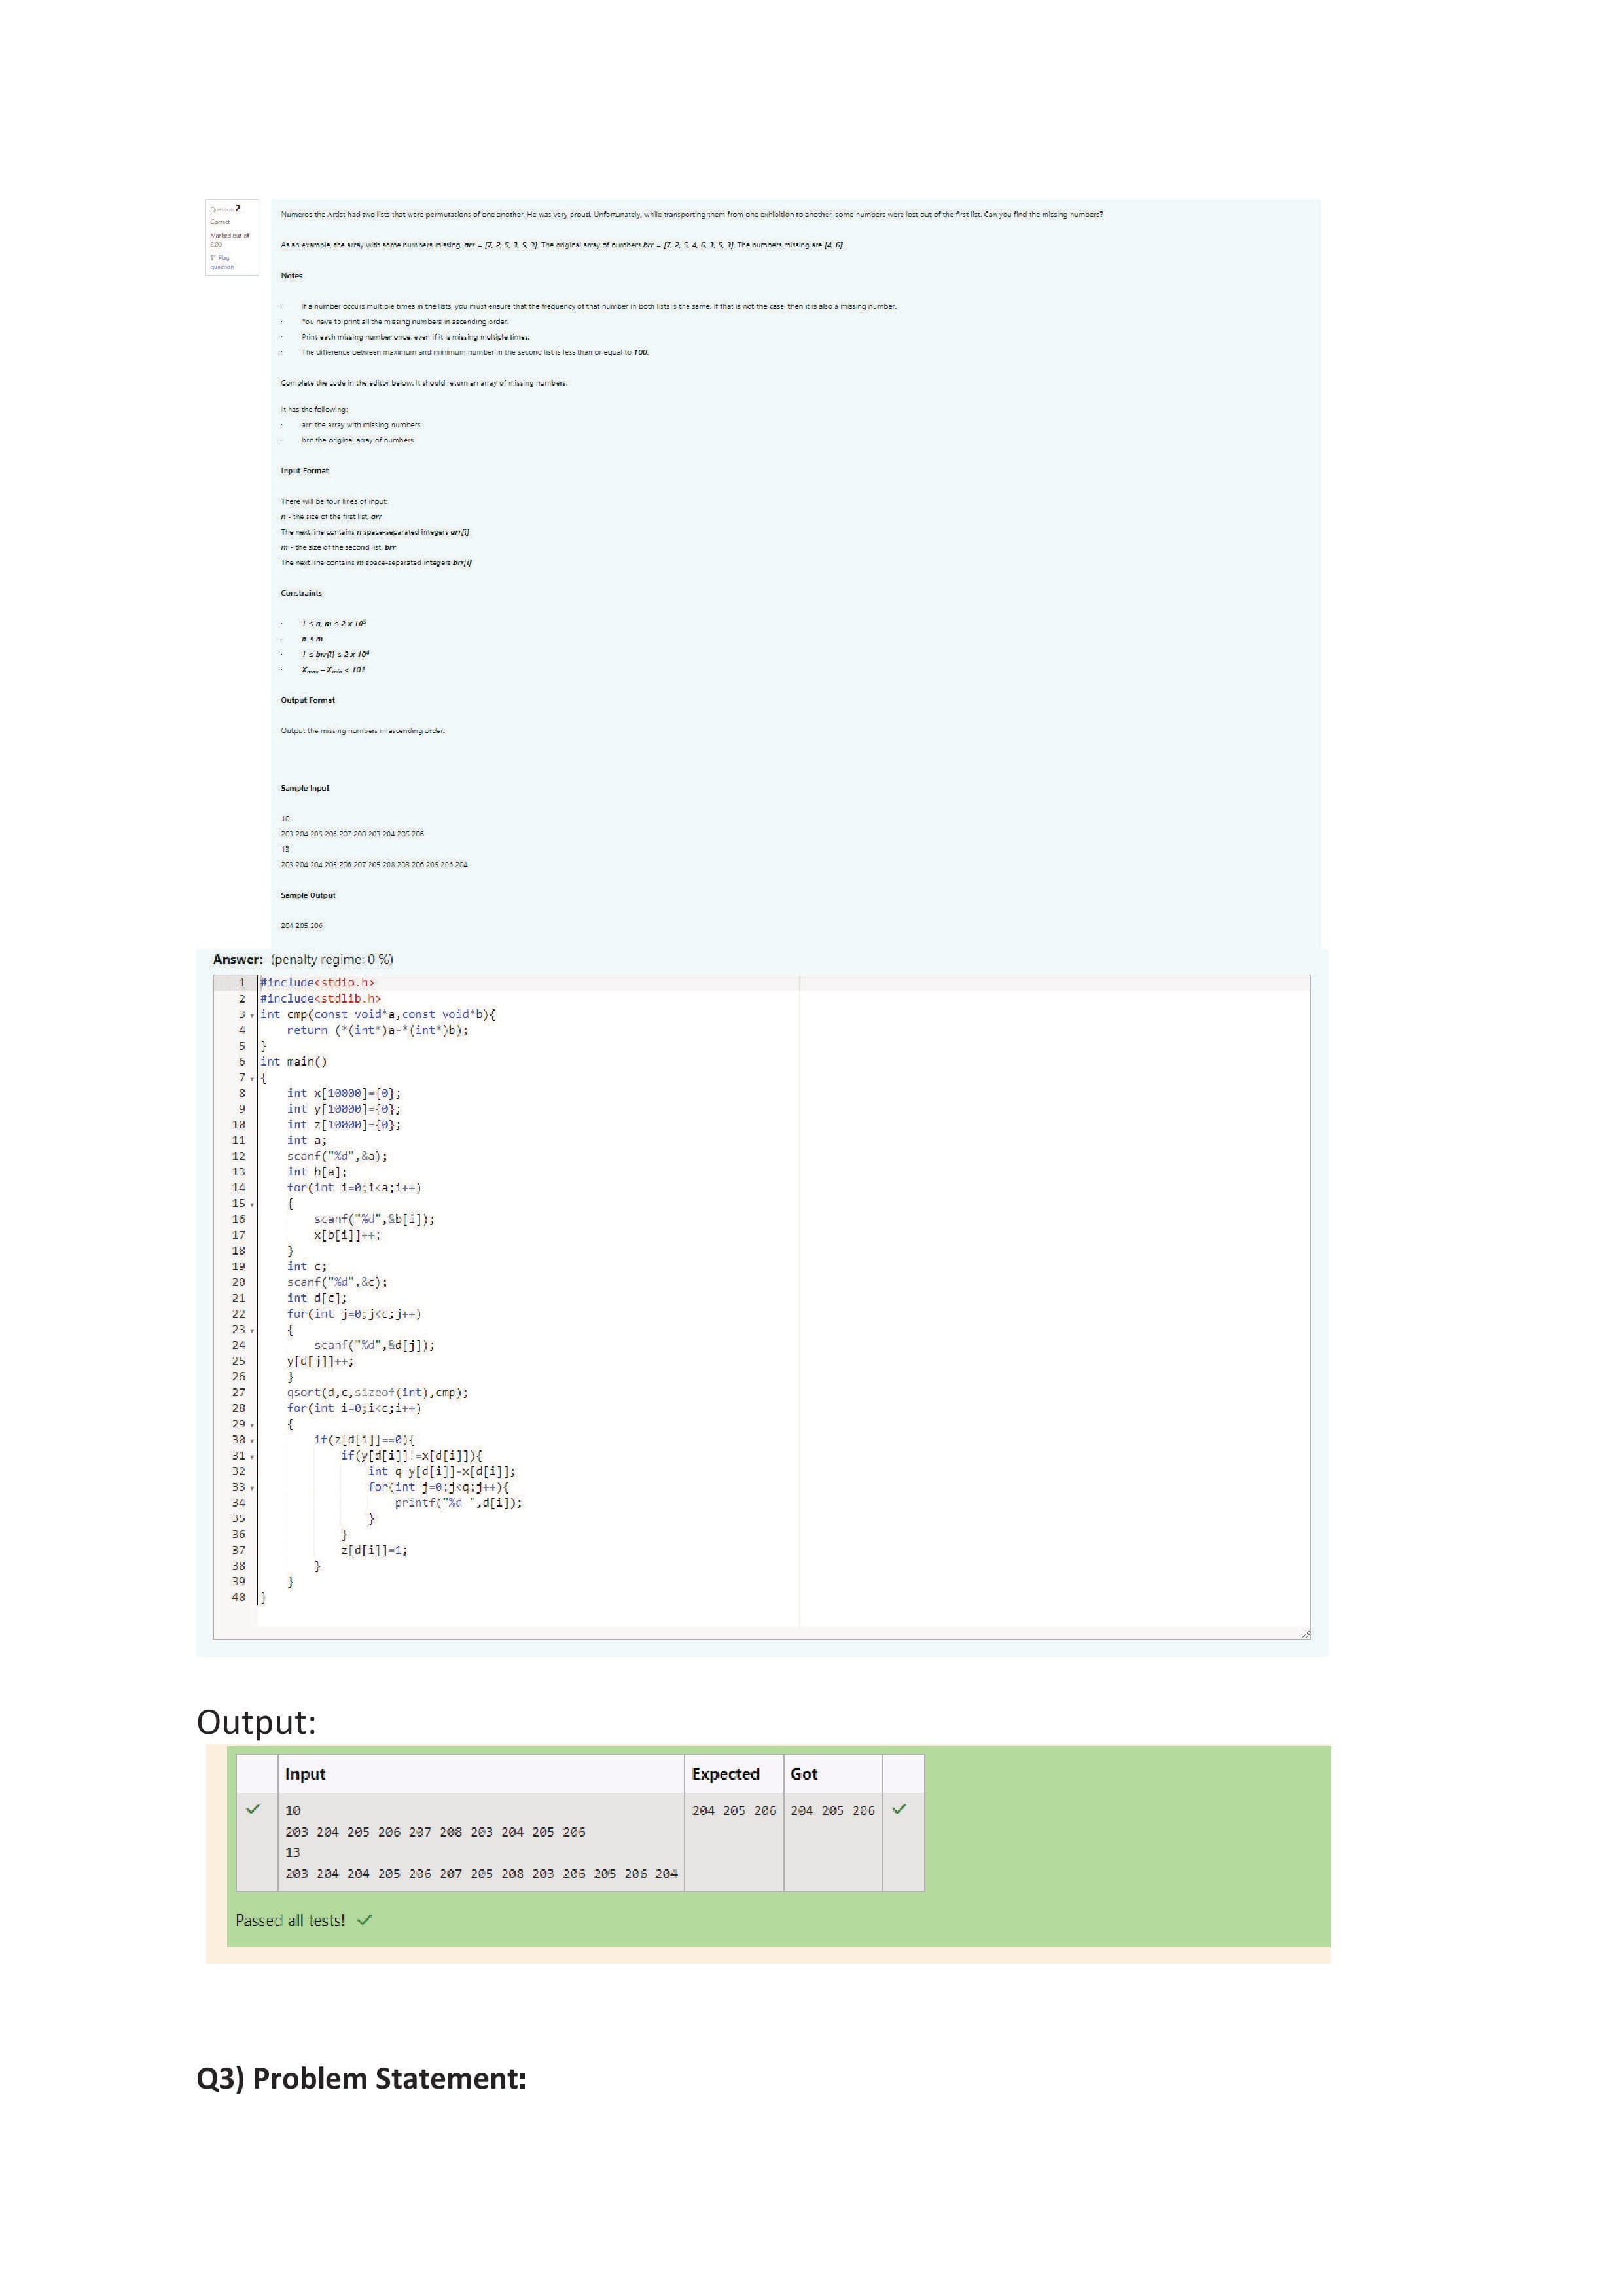 Question 2
Correct
Marked out of
5.00
Flag
question
Numeros the Artist had two lists that were permutations of one another. He was very proud. Unfortunately, while transporting them from one exhibition to another, some numbers were lost out of the first list. Can you find the missing numbers?
As an example, the array with some numbers missing, arr = [7, 2, 5, 3, 5, 3]. The original array of numbers brr = [7, 2, 5, 4, 6, 3, 5, 3]. The numbers missing are [4, 6].
Notes
· If a number occurs multiple times in the lists, you must ensure that the frequency of that number in both lists is the same. If that is not the case, then it is also a missing number.
· You have to print all the missing numbers in ascending order.
· Print each missing number once, even if it is missing multiple times.
· The difference between maximum and minimum number in the second list is less than or equal to 100.
Complete the code in the editor below. It should return an array of missing numbers.
It has the following:
· arr: the array with missing numbers
· brr: the original array of numbers
Input Format
There will be four lines of input:
n - the size of the first list, arr
The next line contains n space-separated integers arr[i]
m - the size of the second list, brr
The next line contains m space-separated integers brr[i]
Constraints
· 1 ≤ n, m ≤ 2 x 10⁵
· n ≤ m
· 1 ≤ brr[i] ≤ 2 x 10⁴
· Xmax – Xmin < 101
Output Format
Output the missing numbers in ascending order.
Sample Input
10
203 204 205 206 207 208 203 204 205 206
13
203 204 204 205 206 207 205 208 203 206 205 206 204
Sample Output
204 205 206
Answer: (penalty regime: 0 %)
1 #include<stdio.h>
2 #include<stdlib.h>
3 int cmp(const void*a,const void*b){
4 return (*(int*)a-*(int*)b);
5 }
6 int main()
7 {
8 int x[10000]={0};
9 int y[10000]={0};
10 int z[10000]={0};
11 int a;
12 scanf("%d",&a);
13 int b[a];
14 for(int i=0;i<a;i++)
15 {
16 scanf("%d",&b[i]);
17 x[b[i]]++;
18 }
19 int c;
20 scanf("%d",&c);
21 int d[c];
22 for(int j=0;j<c;j++)
23 {
24 scanf("%d",&d[j]);
25 y[d[j]]++;
26 }
27 qsort(d,c,sizeof(int),cmp);
28 for(int i=0;i<c;i++)
29 {
30 if(z[d[i]]==0){
31 if(y[d[i]]!=x[d[i]]){
32 int q=y[d[i]]-x[d[i]];
33 for(int j=0;j<q;j++){
34 printf("%d ",d[i]);
35 }
36 }
37 z[d[i]]=1;
38 }
39 }
40 }
Output:
Input Expected Got
10 204 205 206 204 205 206
203 204 205 206 207 208 203 204 205 206
13
203 204 204 205 206 207 205 208 203 206 205 206 204
Passed all tests!
Q3) Problem Statement: